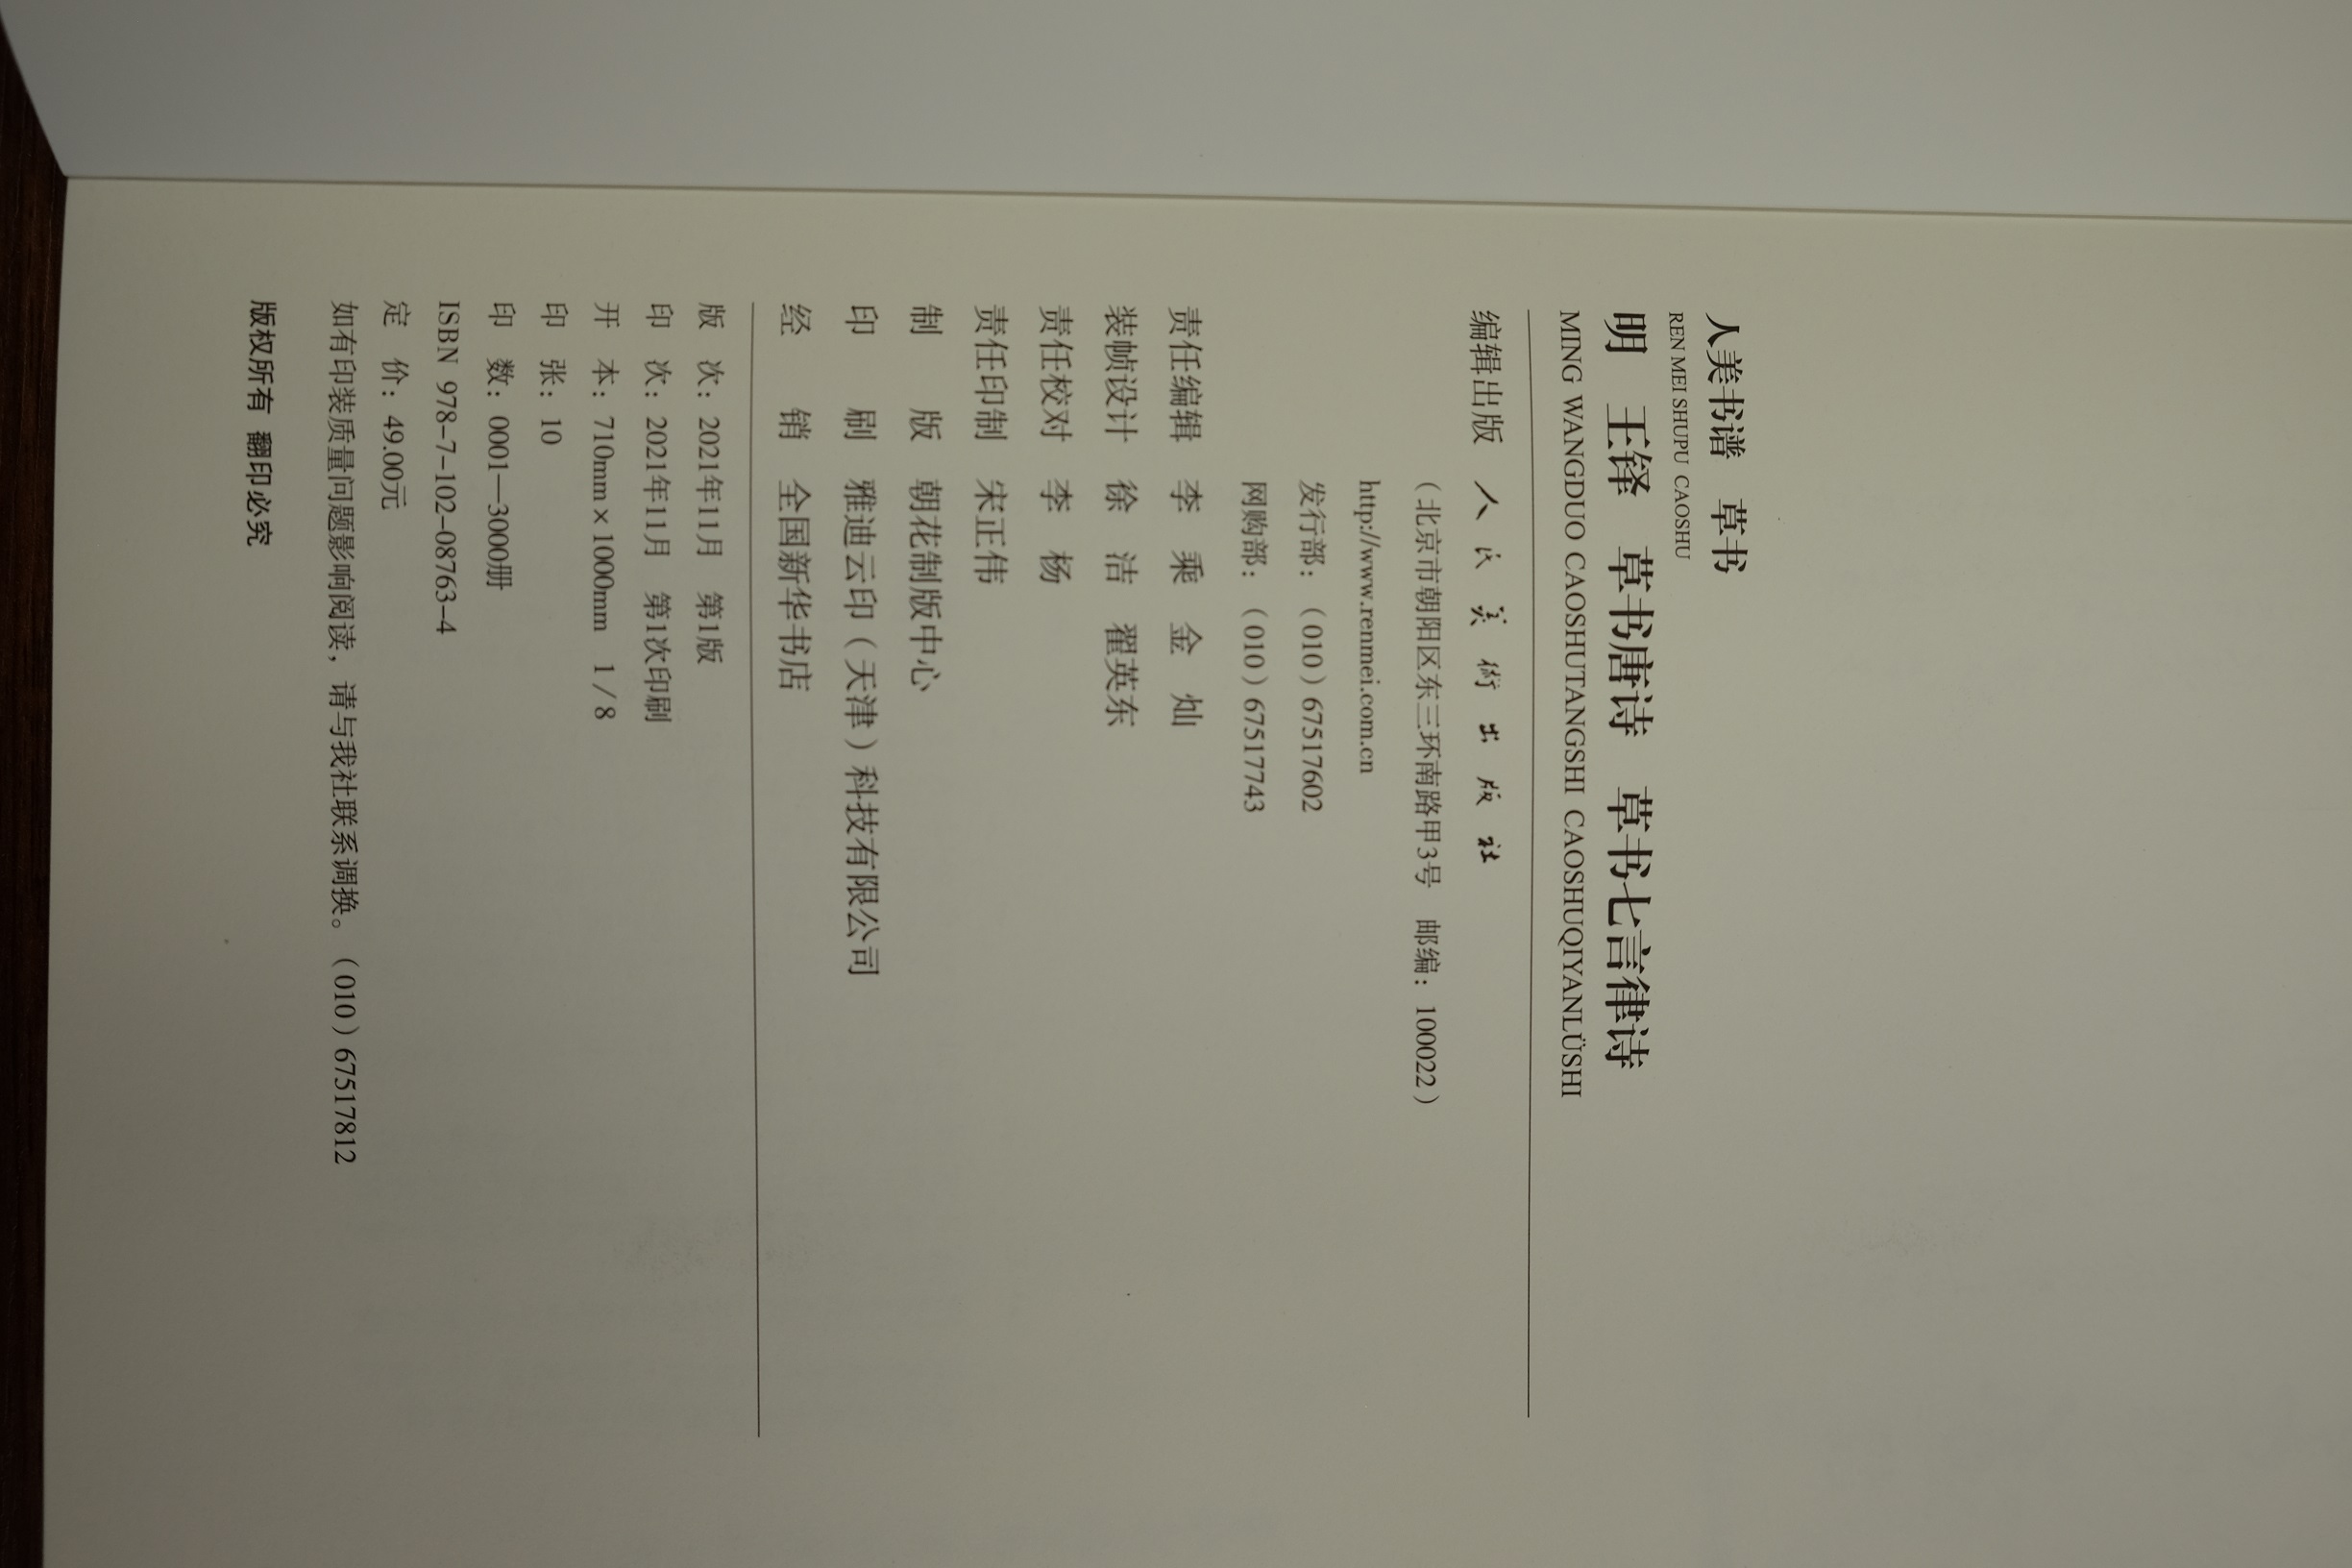 人美书谱　草书
REN MEI SHUPU  CAOSHU
明　王铎　草书唐诗　草书七言律诗
MING WANGDUO CAOSHUTANGSHI CAOSHUQIYANLÜSHI
编辑出版　人民美術出版社
（北京市朝阳区东三环南路甲3号　邮编：100022）
http://www.renmei.com.cn
发行部：（010）67517602
网购部：（010）67517743
责任编辑　李　乘　金　灿
装帧设计　徐　洁　翟英东
责任校对　李　杨
责任印制　宋正伟
制　　版　朝花制版中心
印　　刷　雅迪云印（天津）科技有限公司
经　　销　全国新华书店
版　次：2021年11月　第1版
印　次：2021年11月　第1次印刷
开　本：710mm×1000mm　1/8
印　张：10
印　数：0001—3000册
ISBN 978-7-102-08763-4
定　价：49.00元
如有印装质量问题影响阅读，请与我社联系调换。（010）67517812
版权所有 翻印必究